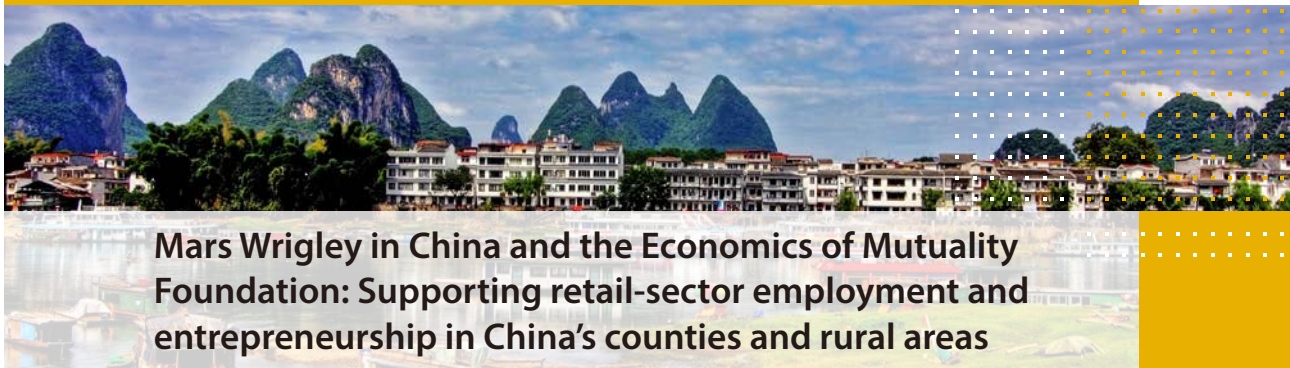 Mars Wrigley in China and the Economics of Mutuality
Foundation: Supporting retail-sector employment and
entrepreneurship in China’s counties and rural areas